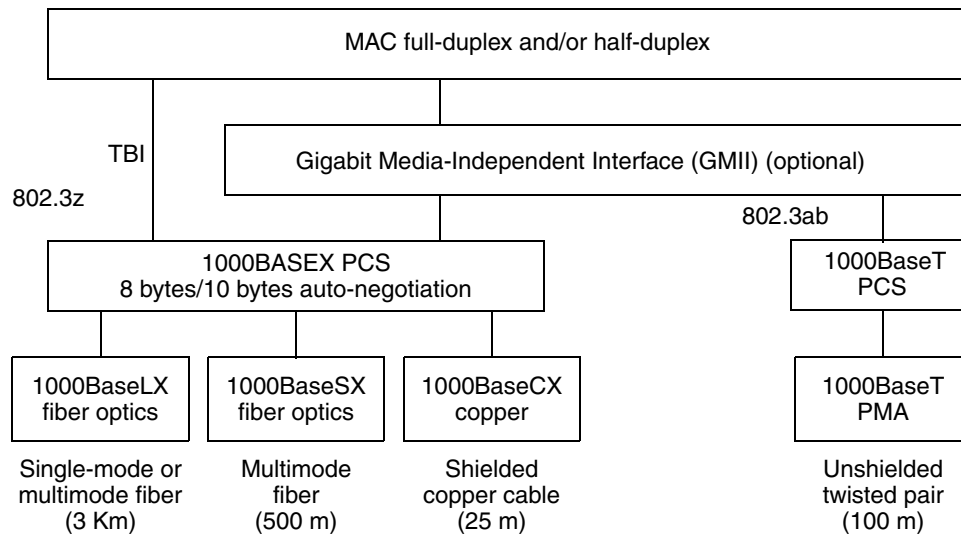 MAC full-duplex and/or half-duplex
TBI
Gigabit Media-Independent Interface (GMII) (optional)
802.3z
802.3ab
1000BASEX PCS
8 bytes/10 bytes auto-negotiation
1000BaseT
PCS
1000BaseLX
fiber optics
1000BaseSX
fiber optics
1000BaseCX
copper
1000BaseT
PMA
Single-mode or
multimode fiber
(3 Km)
Multimode
fiber
(500 m)
Shielded
copper cable
(25 m)
Unshielded
twisted pair
(100 m)